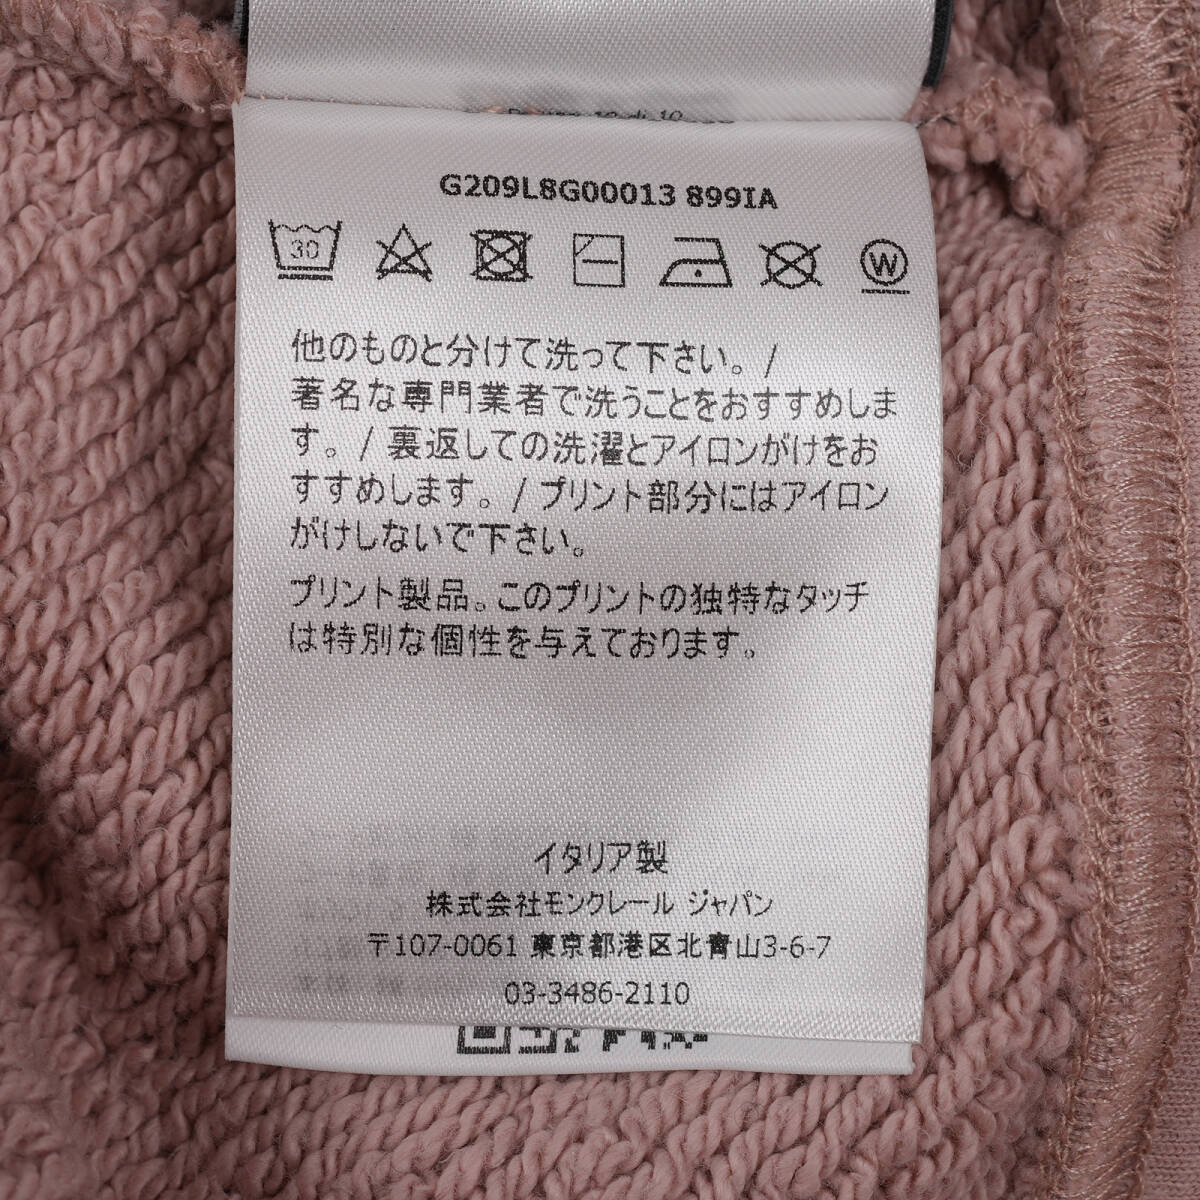 G209L8G00013 899IA
30
W
他のものと分けて洗って下さい。/
著名な専門業者で洗うことをおすすめしま
す。/ 裏返しての洗濯とアイロンがけをお
すすめします。/ プリント部分にはアイロン
がけしないで下さい。
プリント製品。このプリントの独特なタッチ
は特別な個性を与えております。
イタリア製
株式会社モンクレール ジャパン
〒107-0061 東京都港区北青山3-6-7
03-3486-2110